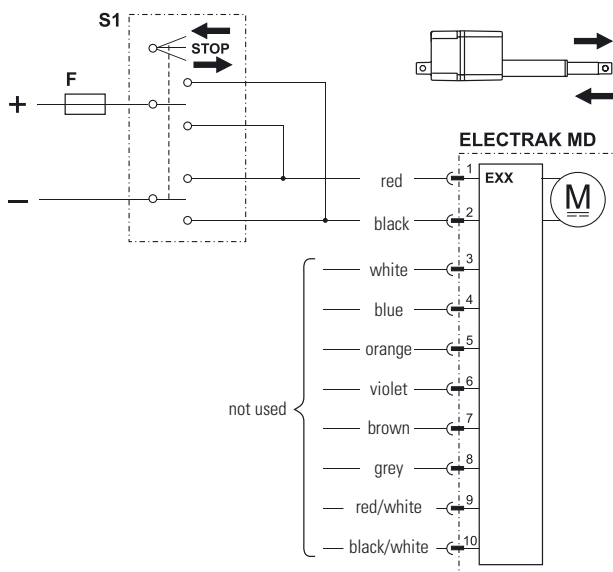 S1
STOP
F
+
−
ELECTRAK MD
EXX
M
red 1
black 2
white 3
blue 4
orange 5
violet 6
not used
brown 7
grey 8
red/white 9
black/white 10